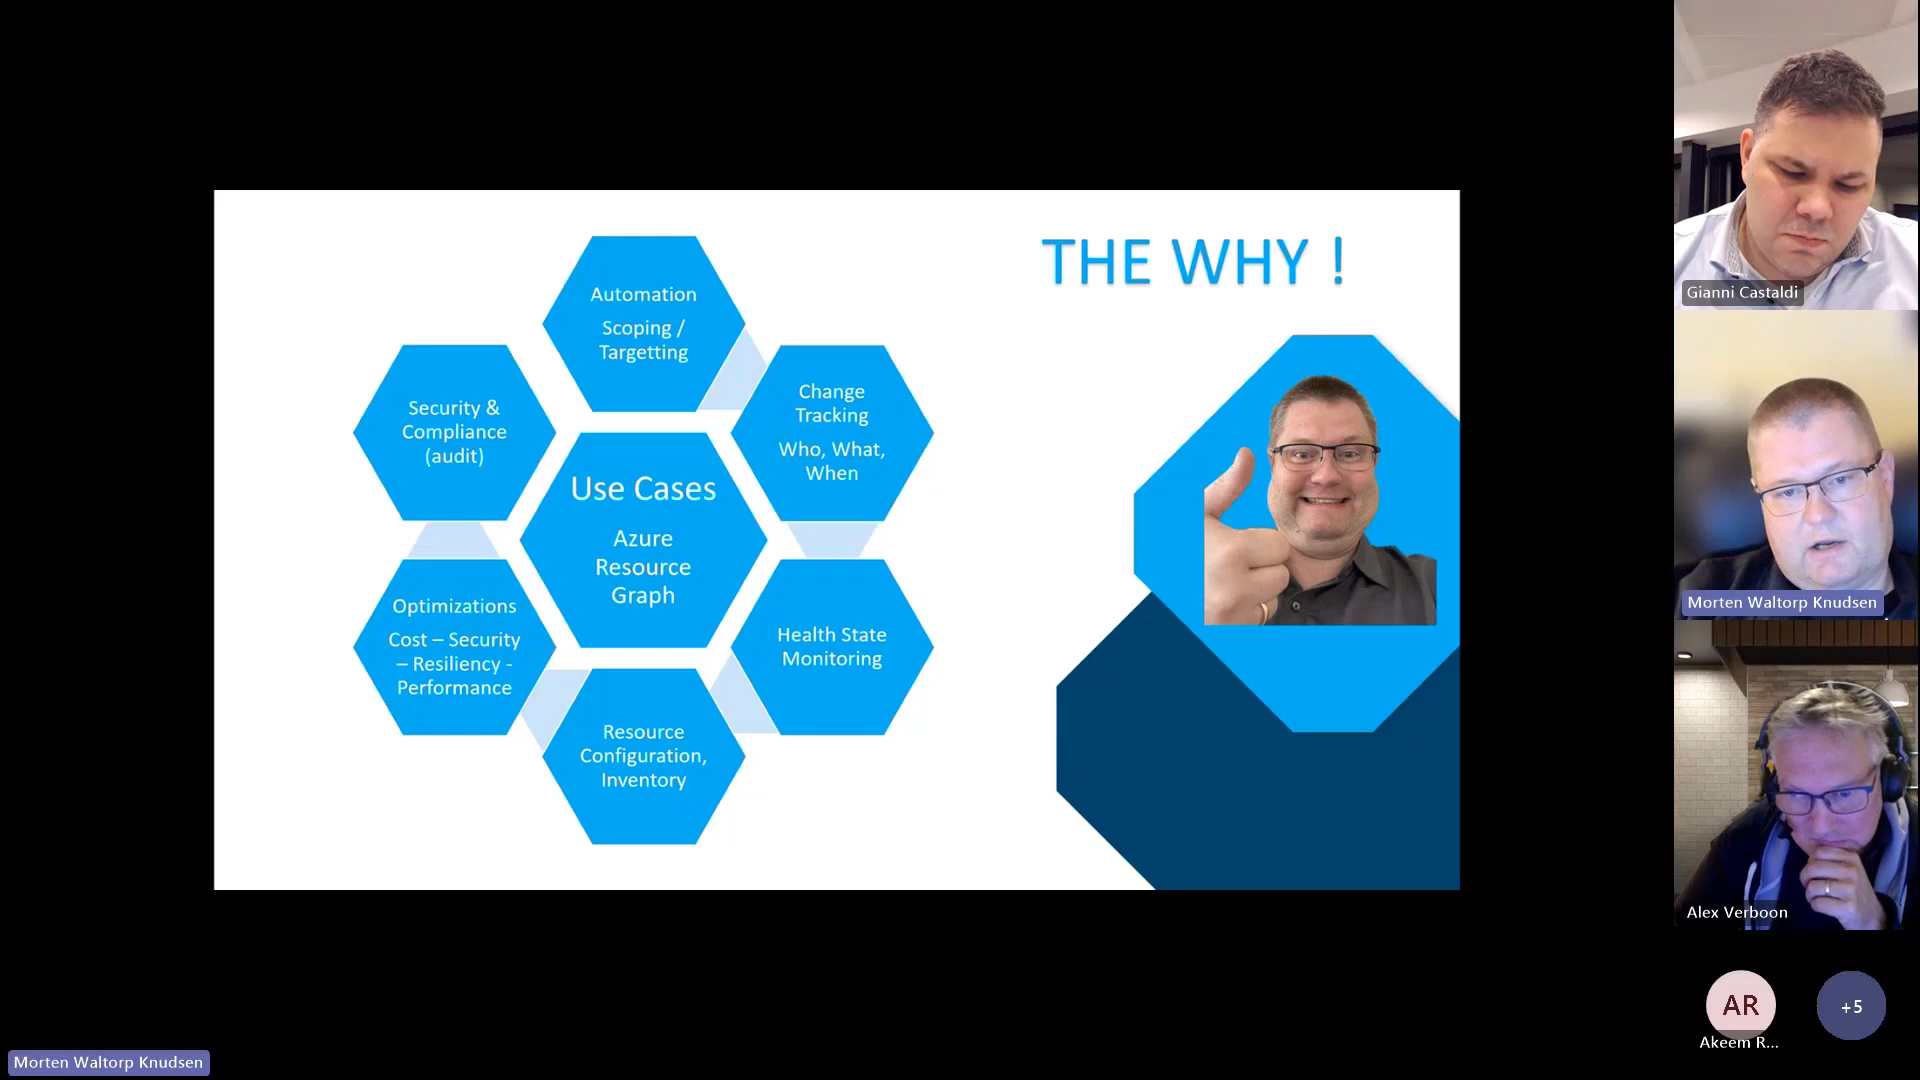 THE WHY !
Automation
Scoping /
Targetting
Change
Tracking
Who, What,
When
Security &
Compliance
(audit)
Use Cases
Azure
Resource
Graph
Health State
Monitoring
Optimizations
Cost – Security
– Resiliency -
Performance
Resource
Configuration,
Inventory
Gianni Castaldi
Morten Waltorp Knudsen
Alex Verboon
AR
Akeem R...
+5
Morten Waltorp Knudsen